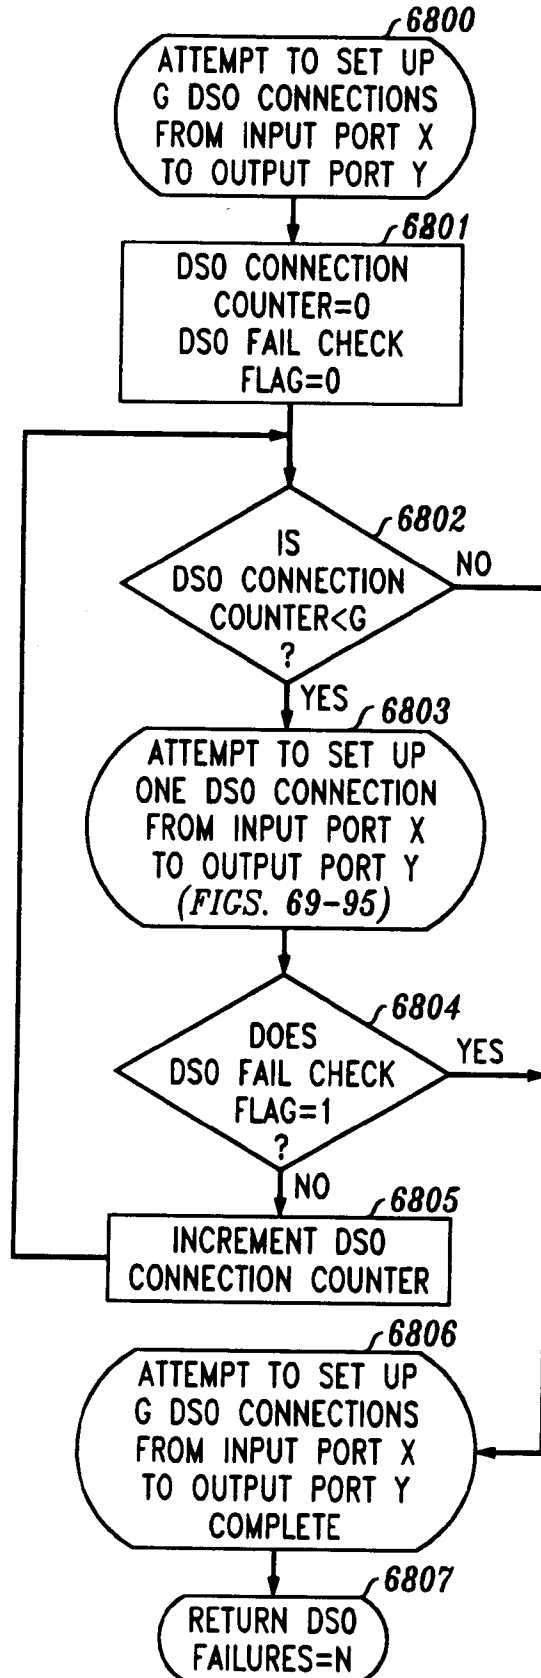 6800
ATTEMPT TO SET UP
G DS0 CONNECTIONS
FROM INPUT PORT X
TO OUTPUT PORT Y
6801
DS0 CONNECTION
COUNTER=0
DS0 FAIL CHECK
FLAG=0
6802
IS
DS0 CONNECTION
COUNTER<G
?
NO
YES
6803
ATTEMPT TO SET UP
ONE DS0 CONNECTION
FROM INPUT PORT X
TO OUTPUT PORT Y
(FIGS. 69-95)
6804
DOES
DS0 FAIL CHECK
FLAG=1
?
YES
NO
6805
INCREMENT DS0
CONNECTION COUNTER
6806
ATTEMPT TO SET UP
G DS0 CONNECTIONS
FROM INPUT PORT X
TO OUTPUT PORT Y
COMPLETE
6807
RETURN DS0
FAILURES=N